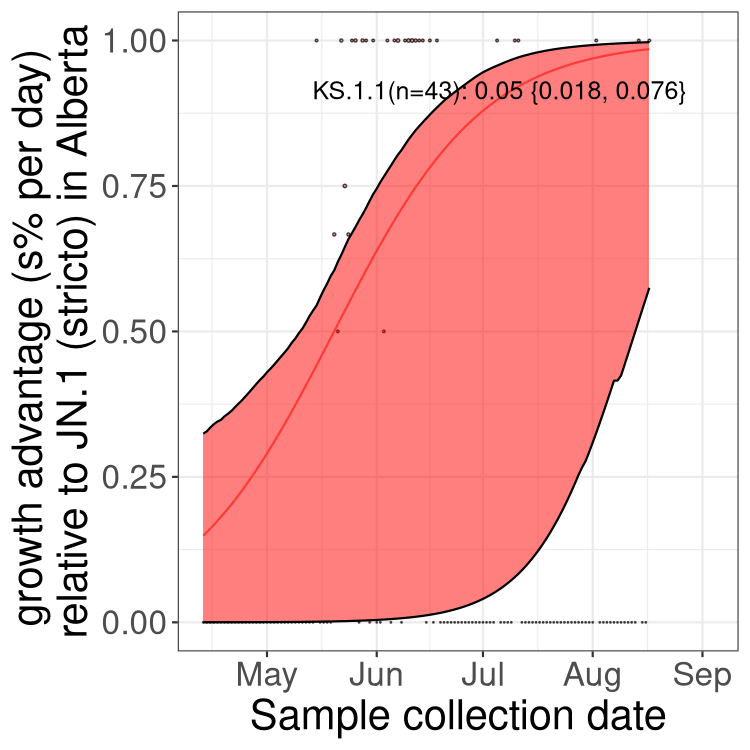 growth advantage (s% per day)
relative to JN.1 (stricto) in Alberta
1.00
0.75
0.50
0.25
0.00
KS.1.1(n=43): 0.05 {0.018, 0.076}
May Jun Jul Aug Sep
Sample collection date